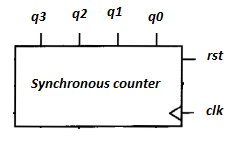 q3 q2 q1 q0
rst
Synchronous counter
clk